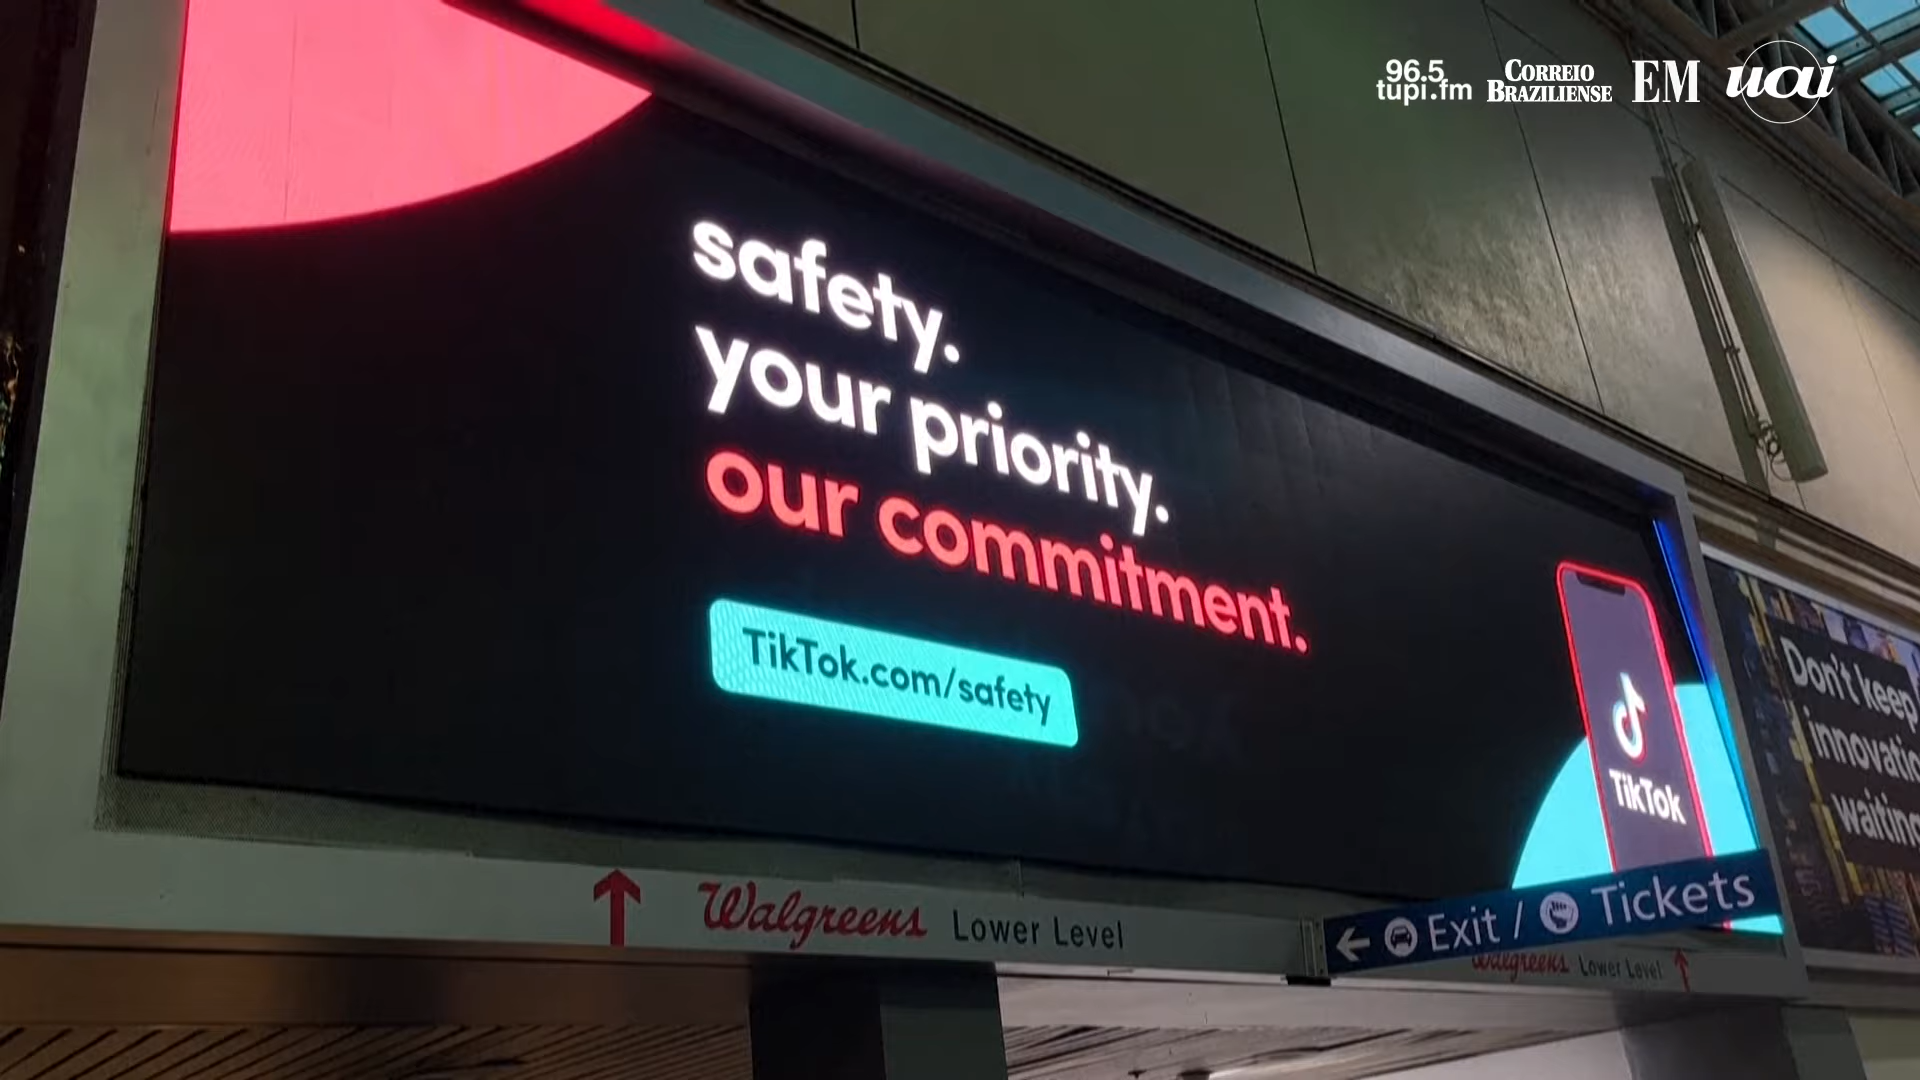 96.5
tupi.fm
CORREIO
BRAZILIENSE
EM
uai
safety.
your priority.
our commitment.
TikTok.com/safety
TikTok
Don't keep
innovatio
waiting
Walgreens Lower Level
Exit / Tickets
Walgreens Lower Level